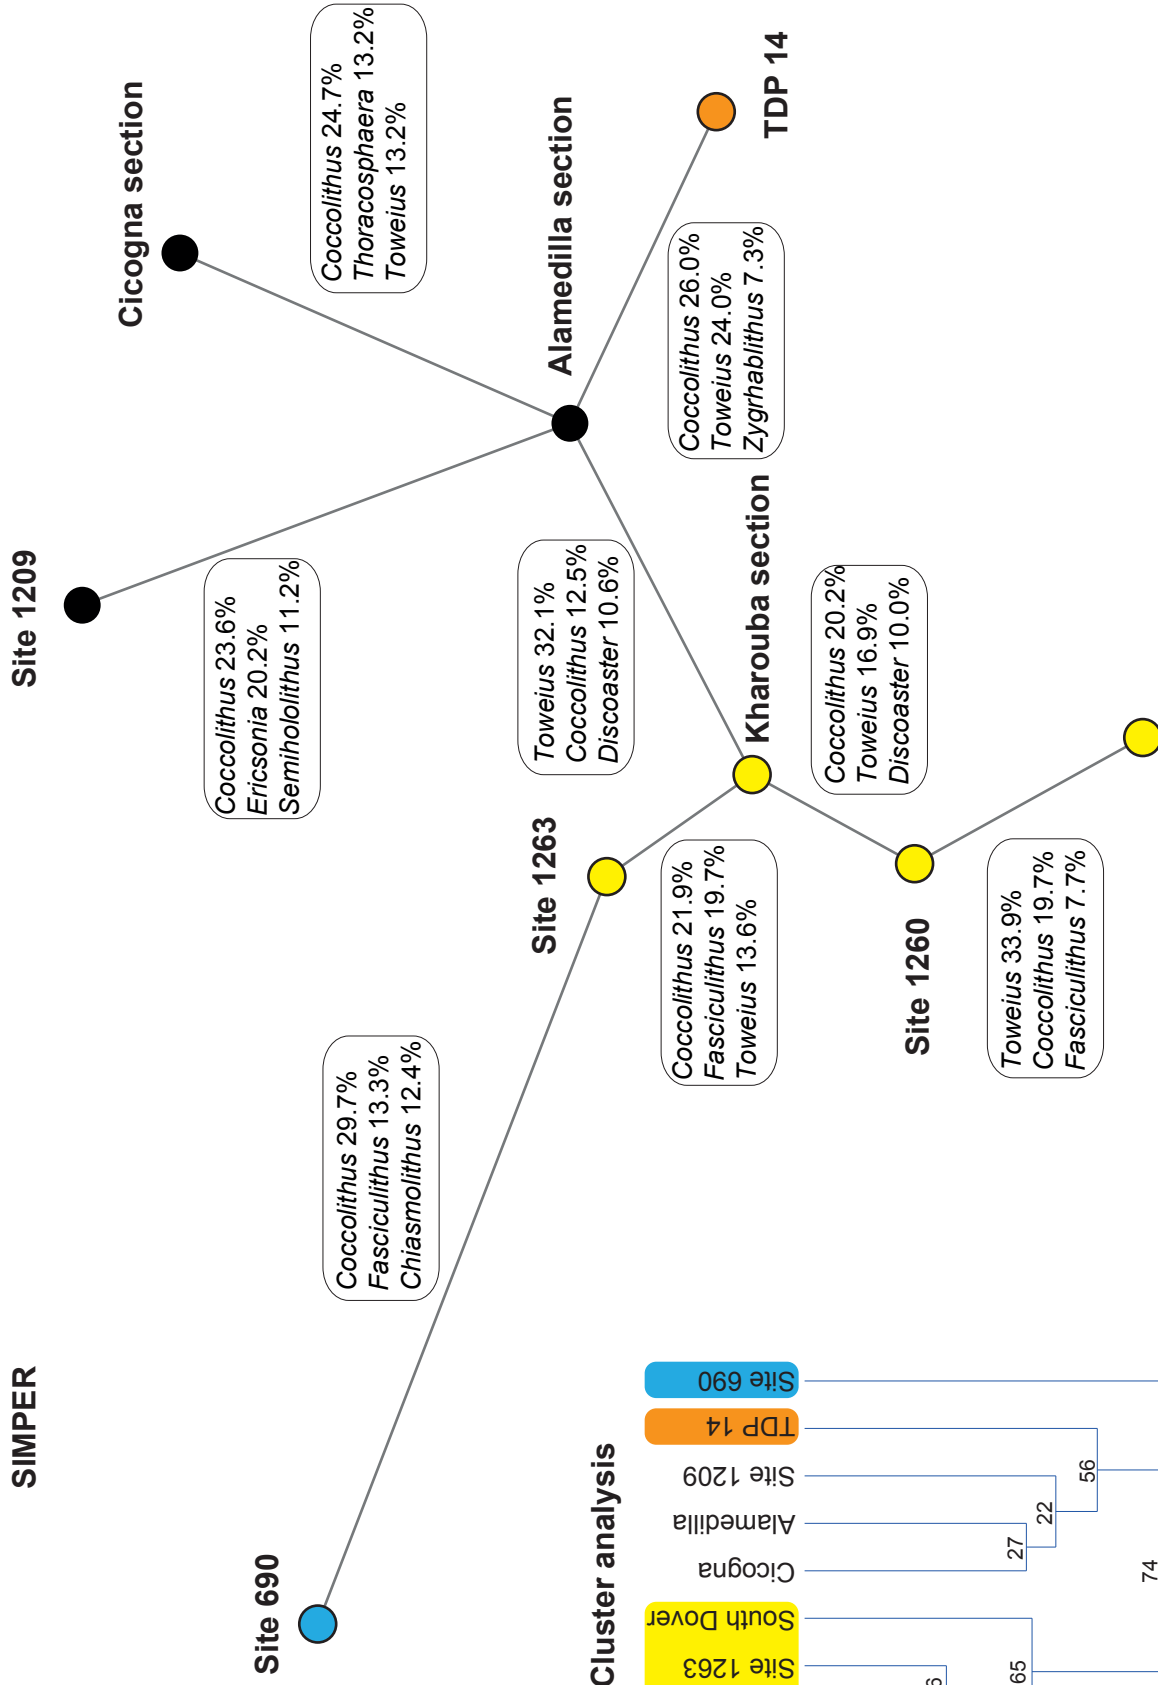 SIMPER
Site 690
Coccolithus 29.7%
Fasciculithus 13.3%
Chiasmolithus 12.4%
Site 1209
Coccolithus 23.6%
Ericsonia 20.2%
Semihololithus 11.2%
Cicogna section
Coccolithus 24.7%
Thoracosphaera 13.2%
Toweius 13.2%
Alamedilla section
Toweius 32.1%
Coccolithus 12.5%
Discoaster 10.6%
Coccolithus 26.0%
Toweius 24.0%
Zygrhablithus 7.3%
TDP 14
Site 1263
Coccolithus 21.9%
Fasciculithus 19.7%
Toweius 13.6%
Kharouba section
Coccolithus 20.2%
Toweius 16.9%
Discoaster 10.0%
Site 1260
Toweius 33.9%
Coccolithus 19.7%
Fasciculithus 7.7%
Cluster analysis
Site 1263
South Dover
Cicogna
Alamedilla
Site 1209
TDP 14
Site 690
65
27
22
56
74